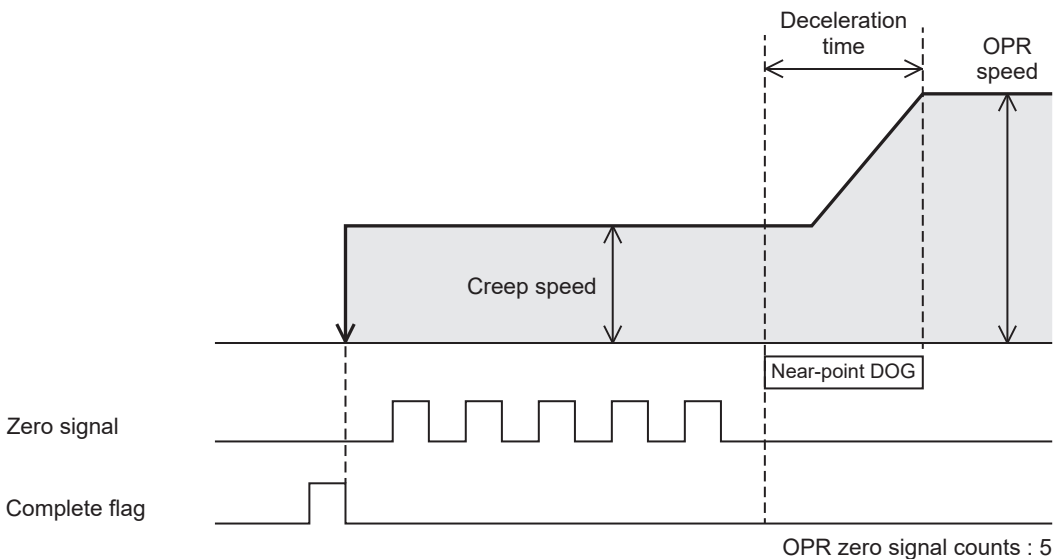 Deceleration
time
OPR
speed
Creep speed
Near-point DOG
Zero signal
Complete flag
OPR zero signal counts : 5